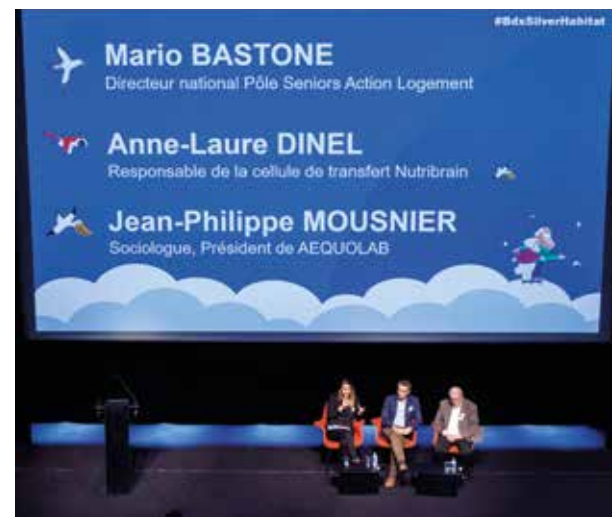 #BdxSilverHabitat
Mario BASTONE
Directeur national Pôle Seniors Action Logement
Anne-Laure DINEL
Responsable de la cellule de transfert Nutribrain
Jean-Philippe MOUSNIER
Sociologue, Président de AEQUOLAB